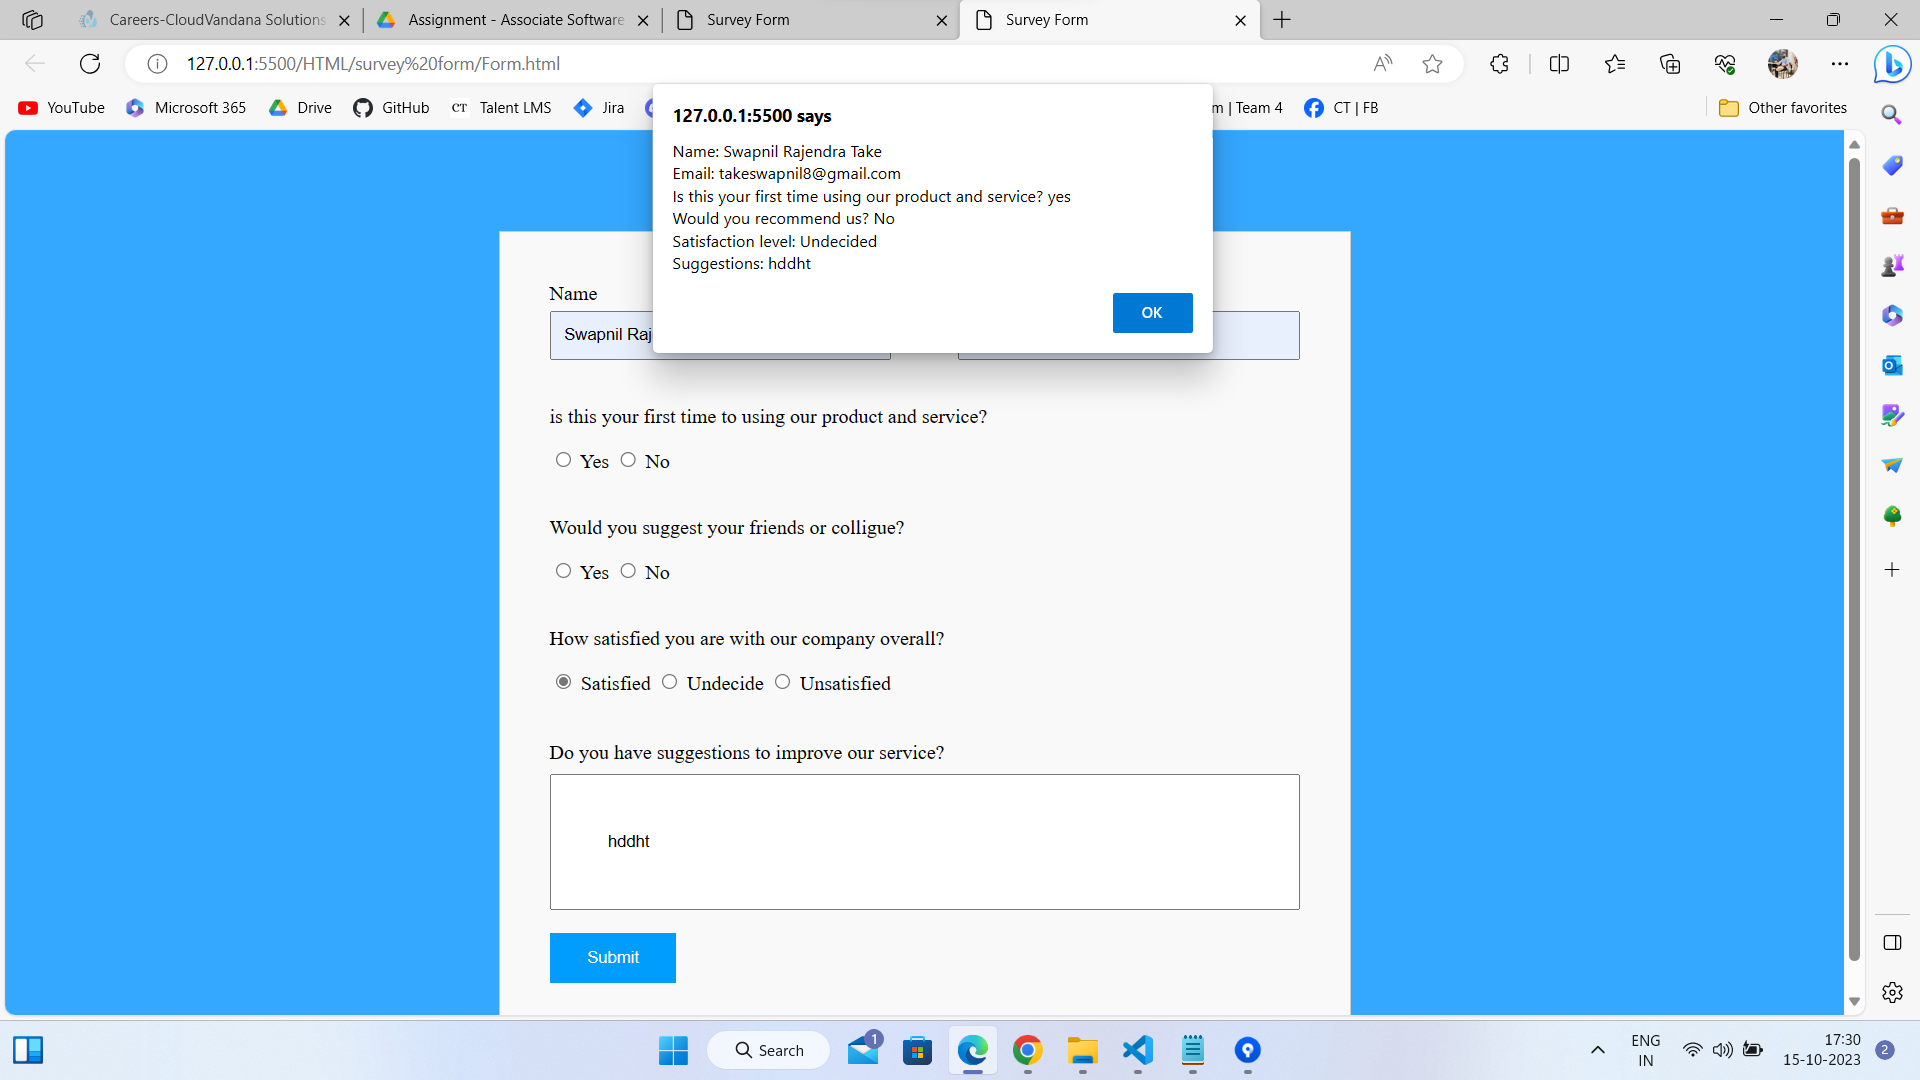 Careers-CloudVandana Solutions
Assignment - Associate Software
Survey Form
Survey Form
127.0.0.1:5500/HTML/survey%20form/Form.html
YouTube
Microsoft 365
Drive
GitHub
CT
Talent LMS
Jira
m | Team 4
CT | FB
Other favorites
127.0.0.1:5500 says
Name: Swapnil Rajendra Take
Email: takeswapnil8@gmail.com
Is this your first time using our product and service? yes
Would you recommend us? No
Satisfaction level: Undecided
Suggestions: hddht
OK
Name
Swapnil Raj
is this your first time to using our product and service?
Yes No
Would you suggest your friends or colligue?
Yes No
How satisfied you are with our company overall?
Satisfied Undecide Unsatisfied
Do you have suggestions to improve our service?
hddht
Submit
1
Search
ENG
IN
17:30
15-10-2023
2